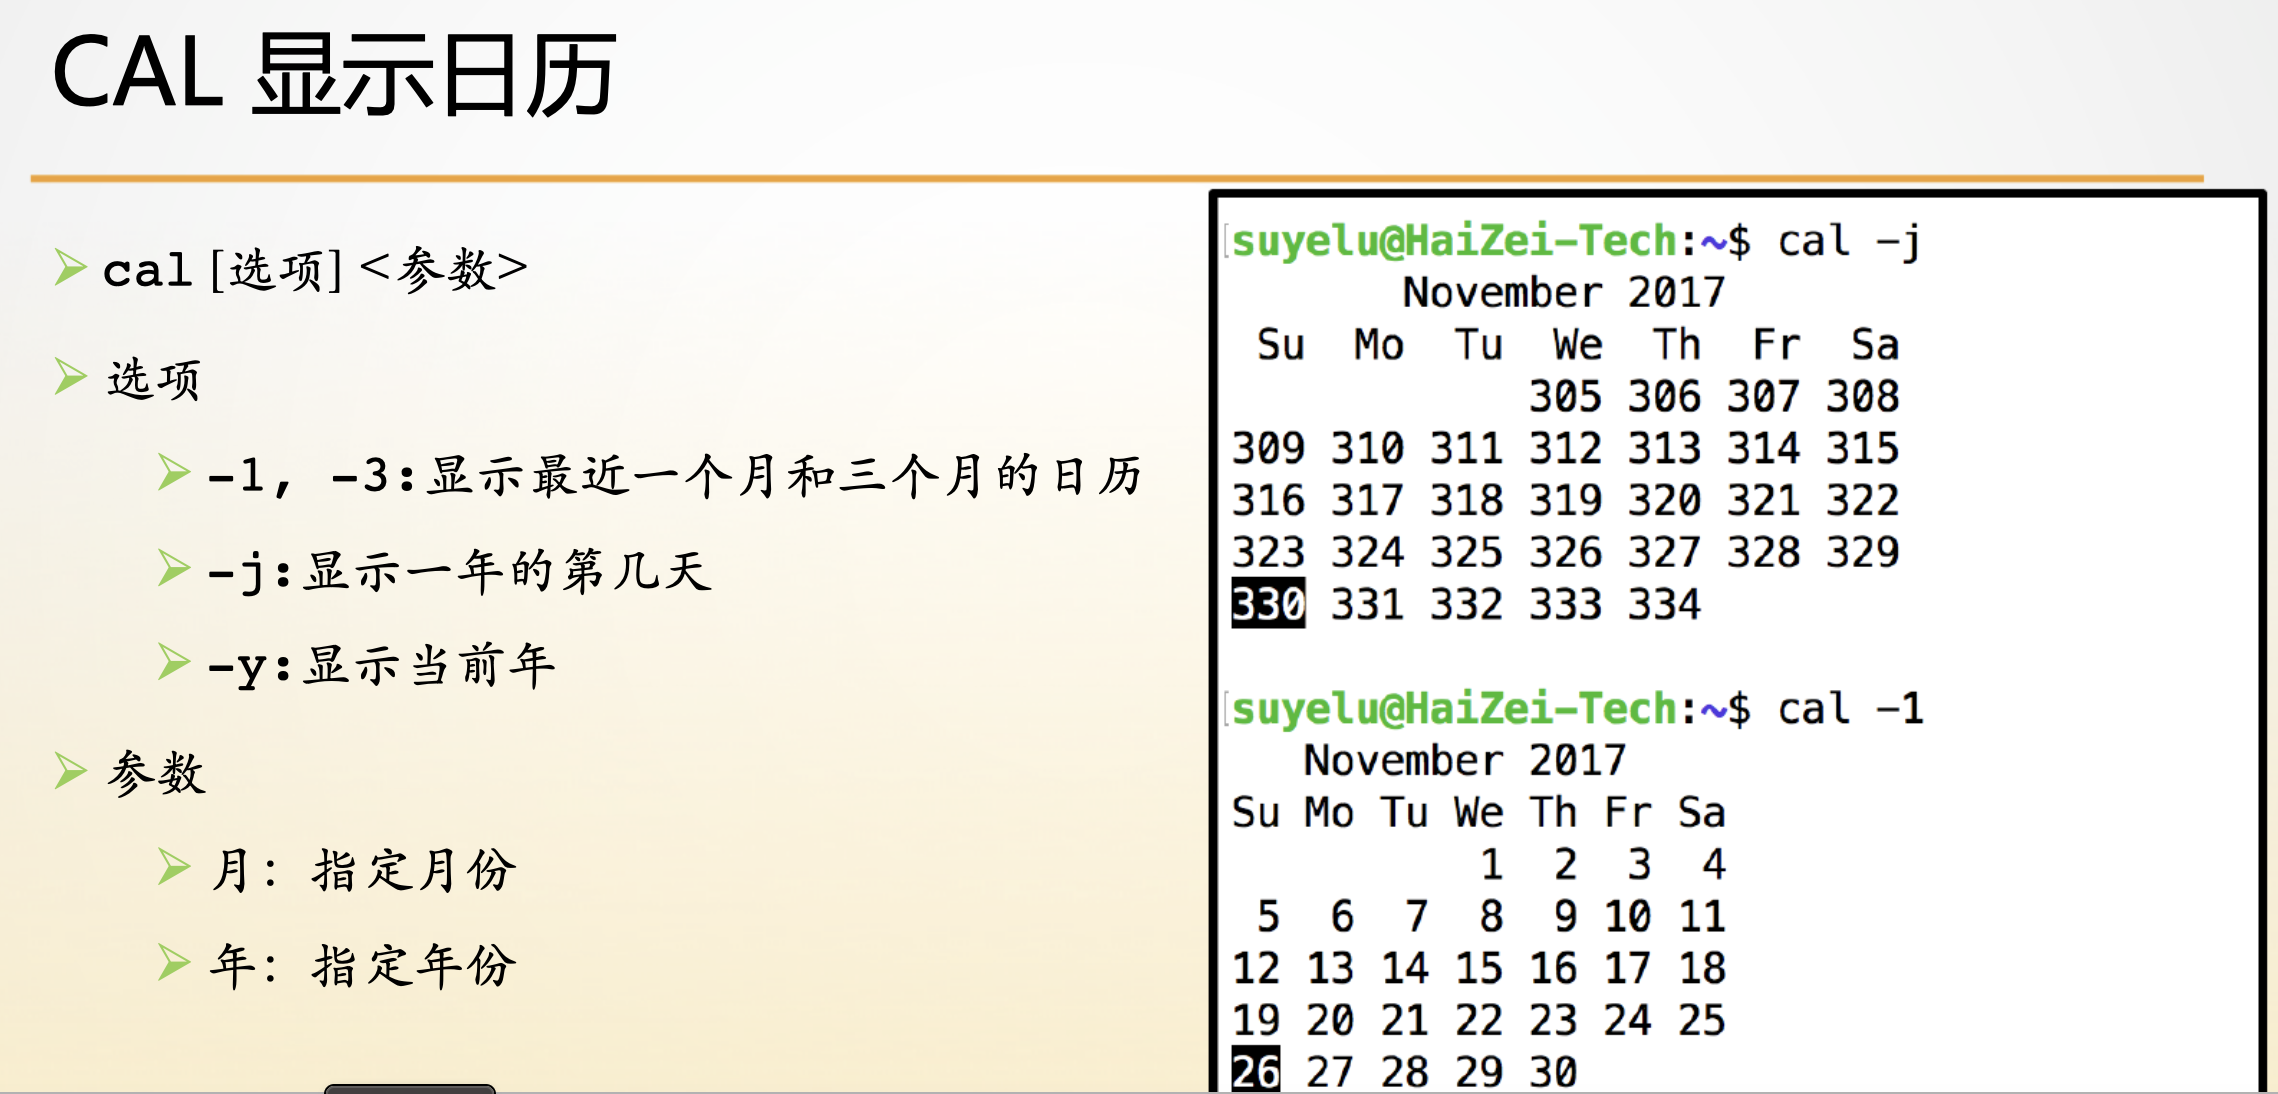 CAL 显示日历
cal [选项] <参数>
选项
-1, -3:显示最近一个月和三个月的日历
-j:显示一年的第几天
-y:显示当前年
参数
月：指定月份
年：指定年份
suyelu@HaiZei-Tech:~$ cal -j
November 2017
Su Mo Tu We Th Fr Sa
305 306 307 308
309 310 311 312 313 314 315
316 317 318 319 320 321 322
323 324 325 326 327 328 329
330 331 332 333 334
suyelu@HaiZei-Tech:~$ cal -1
November 2017
Su Mo Tu We Th Fr Sa
1 2 3 4
5 6 7 8 9 10 11
12 13 14 15 16 17 18
19 20 21 22 23 24 25
26 27 28 29 30